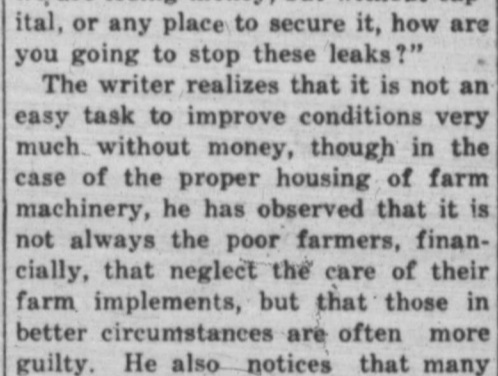 ital, or any place to secure it, how are
you going to stop these leaks?"
The writer realizes that it is not an
easy task to improve conditions very
much without money, though in the
case of the proper housing of farm
machinery, he has observed that it is
not always the poor farmers, finan-
cially, that neglect the care of their
farm implements, but that those in
better circumstances are often more
guilty. He also notices that many